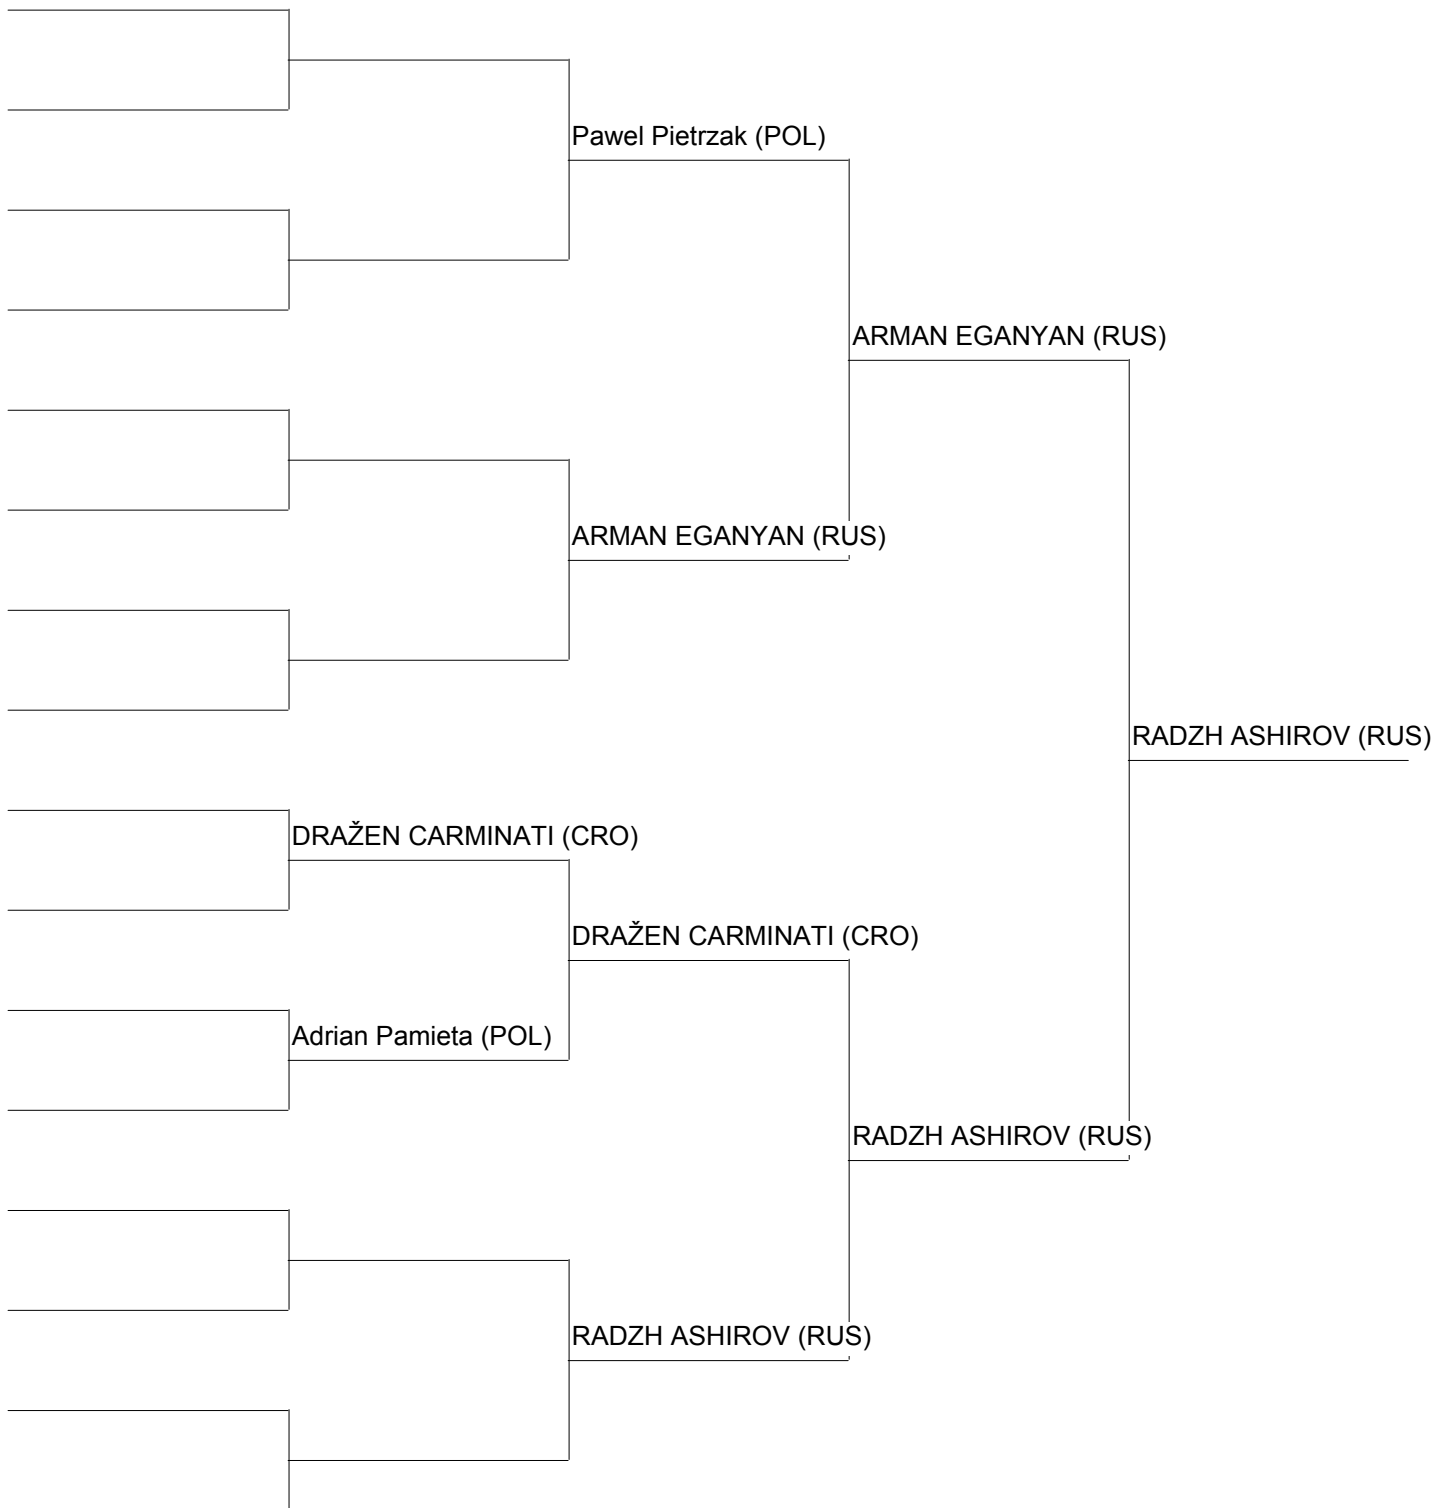 Pawel Pietrzak (POL)
ARMAN EGANYAN (RUS)
ARMAN EGANYAN (RUS)
RADZH ASHIROV (RUS)
DRAŽEN CARMINATI (CRO)
DRAŽEN CARMINATI (CRO)
Adrian Pamieta (POL)
RADZH ASHIROV (RUS)
RADZH ASHIROV (RUS)